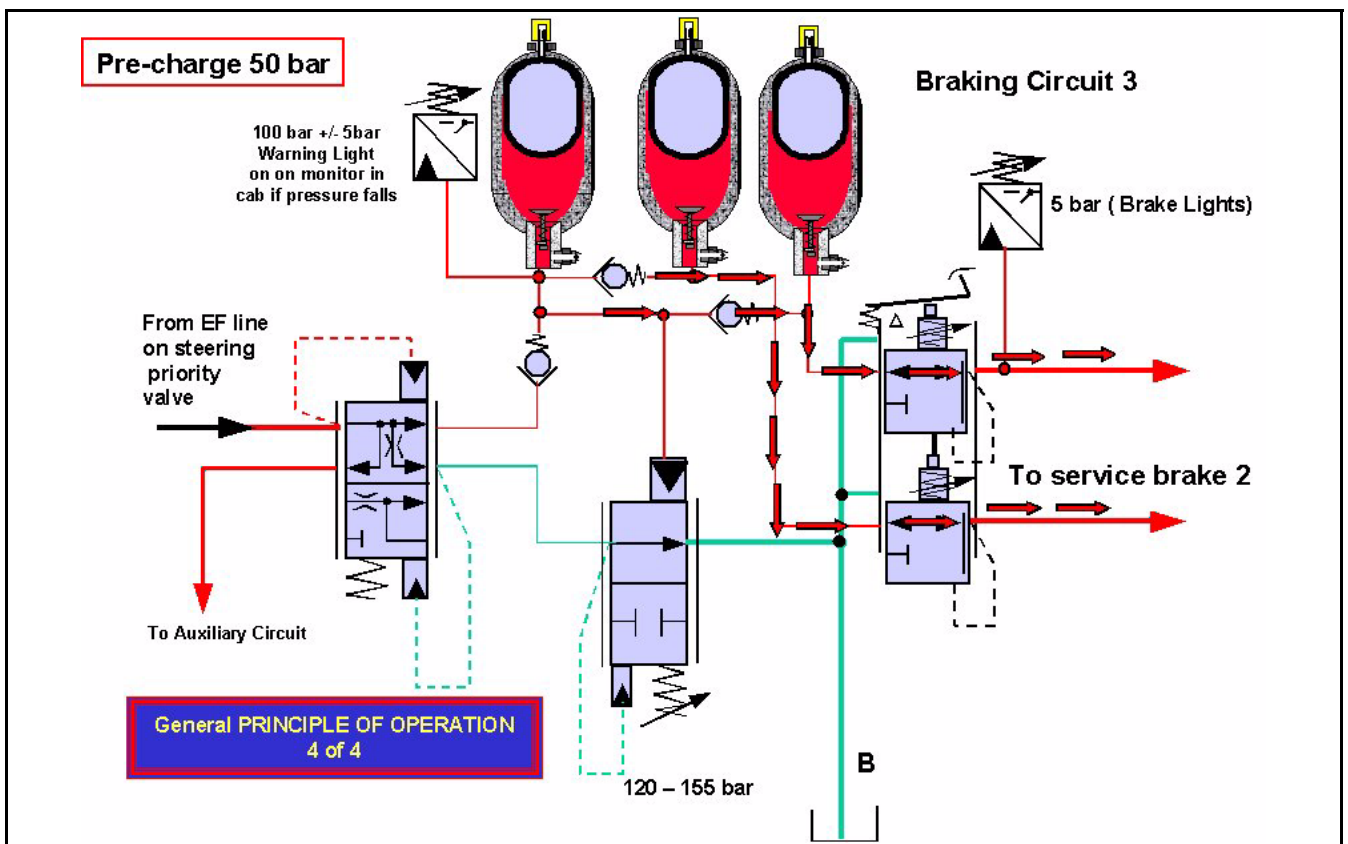 Pre-charge 50 bar
Braking Circuit 3
100 bar +/- 5bar
Warning Light
on on monitor in
cab if pressure falls
5 bar ( Brake Lights)
From EF line
on steering
priority
valve
To service brake 2
To Auxiliary Circuit
General PRINCIPLE OF OPERATION
4 of 4
120 – 155 bar
B